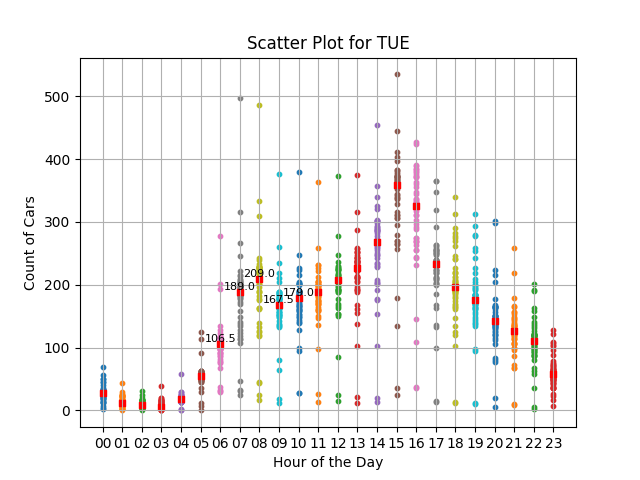 Scatter Plot for TUE
Count of Cars
500
400
300
200
100
0
106.5
189.0
209.0
167.5
179.0
00 01 02 03 04 05 06 07 08 09 10 11 12 13 14 15 16 17 18 19 20 21 22 23
Hour of the Day